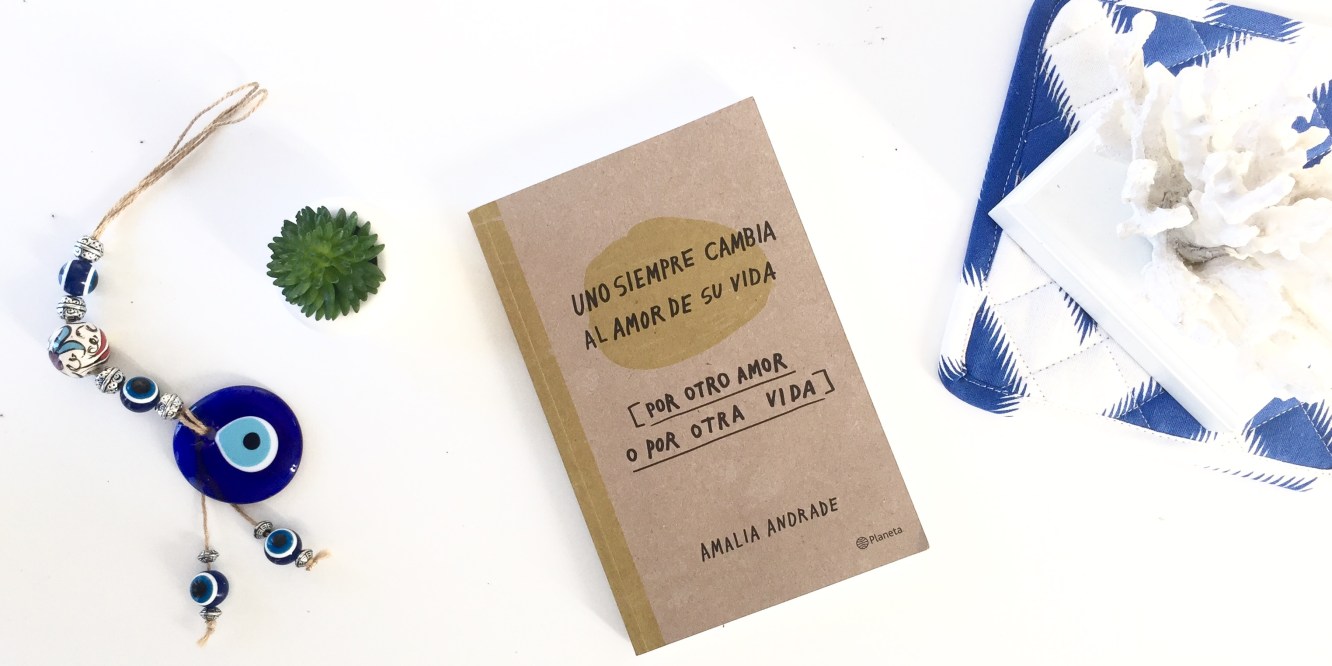 UNO SIEMPRE CAMBIA
AL AMOR DE SU VIDA
[POR OTRO AMOR
O POR OTRA VIDA]
AMALIA ANDRADE
Planeta